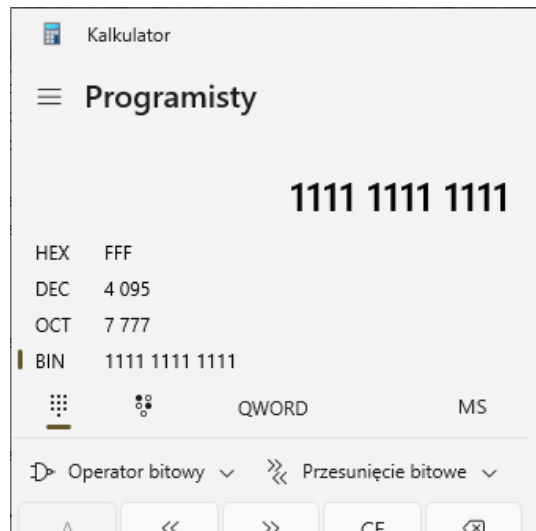 Kalkulator
Programisty
1111 1111 1111
HEX FFF
DEC 4 095
OCT 7 777
BIN 1111 1111 1111
QWORD MS
Operator bitowy Przesunięcie bitowe
A << >> CE